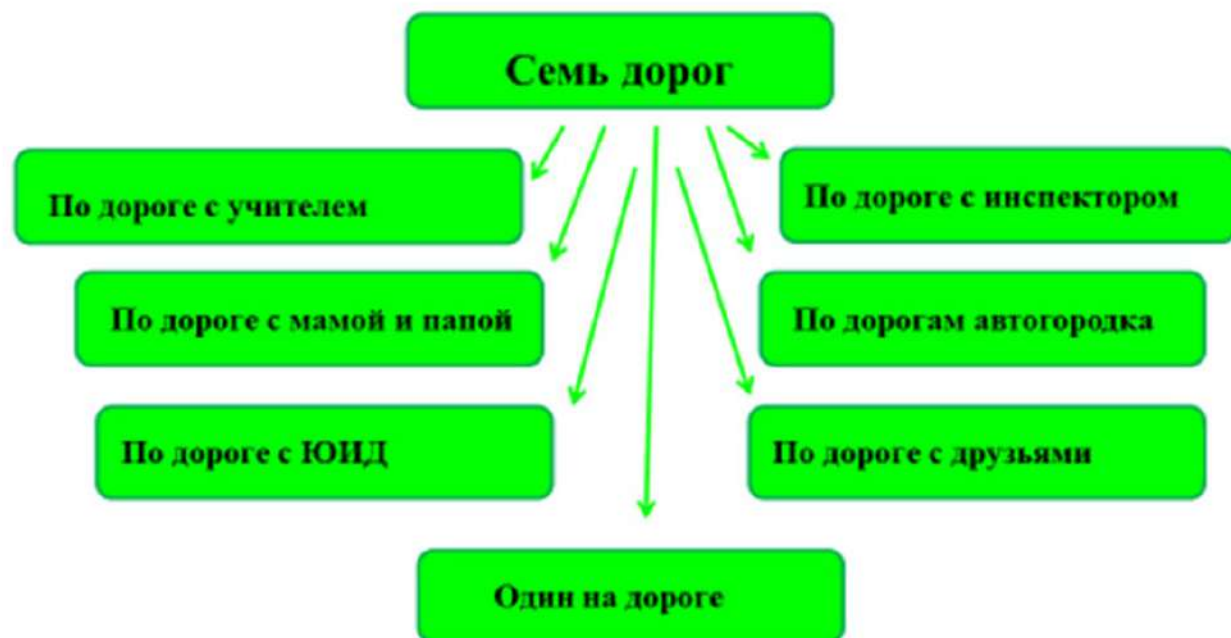 Семь дорог
По дороге с учителем
По дороге с инспектором
По дороге с мамой и папой
По дорогам автогородка
По дороге с ЮИД
По дороге с друзьями
Один на дороге